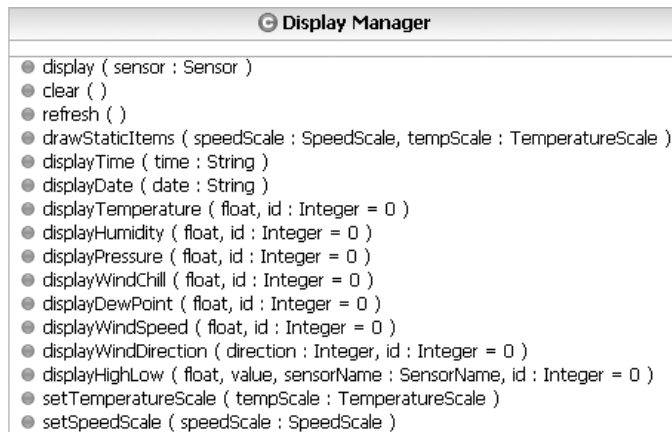 C Display Manager
display ( sensor : Sensor )
clear ( )
refresh ( )
drawStaticItems ( speedScale : SpeedScale, tempScale : TemperatureScale )
displayTime ( time : String )
displayDate ( date : String )
displayTemperature ( float, id : Integer = 0 )
displayHumidity ( float, id : Integer = 0 )
displayPressure ( float, id : Integer = 0 )
displayWindChill ( float, id : Integer = 0 )
displayDewPoint ( float, id : Integer = 0 )
displayWindSpeed ( float, id : Integer = 0 )
displayWindDirection ( direction : Integer, id : Integer = 0 )
displayHighLow ( float, value, sensorName : SensorName, id : Integer = 0 )
setTemperatureScale ( tempScale : TemperatureScale )
setSpeedScale ( speedScale : SpeedScale )